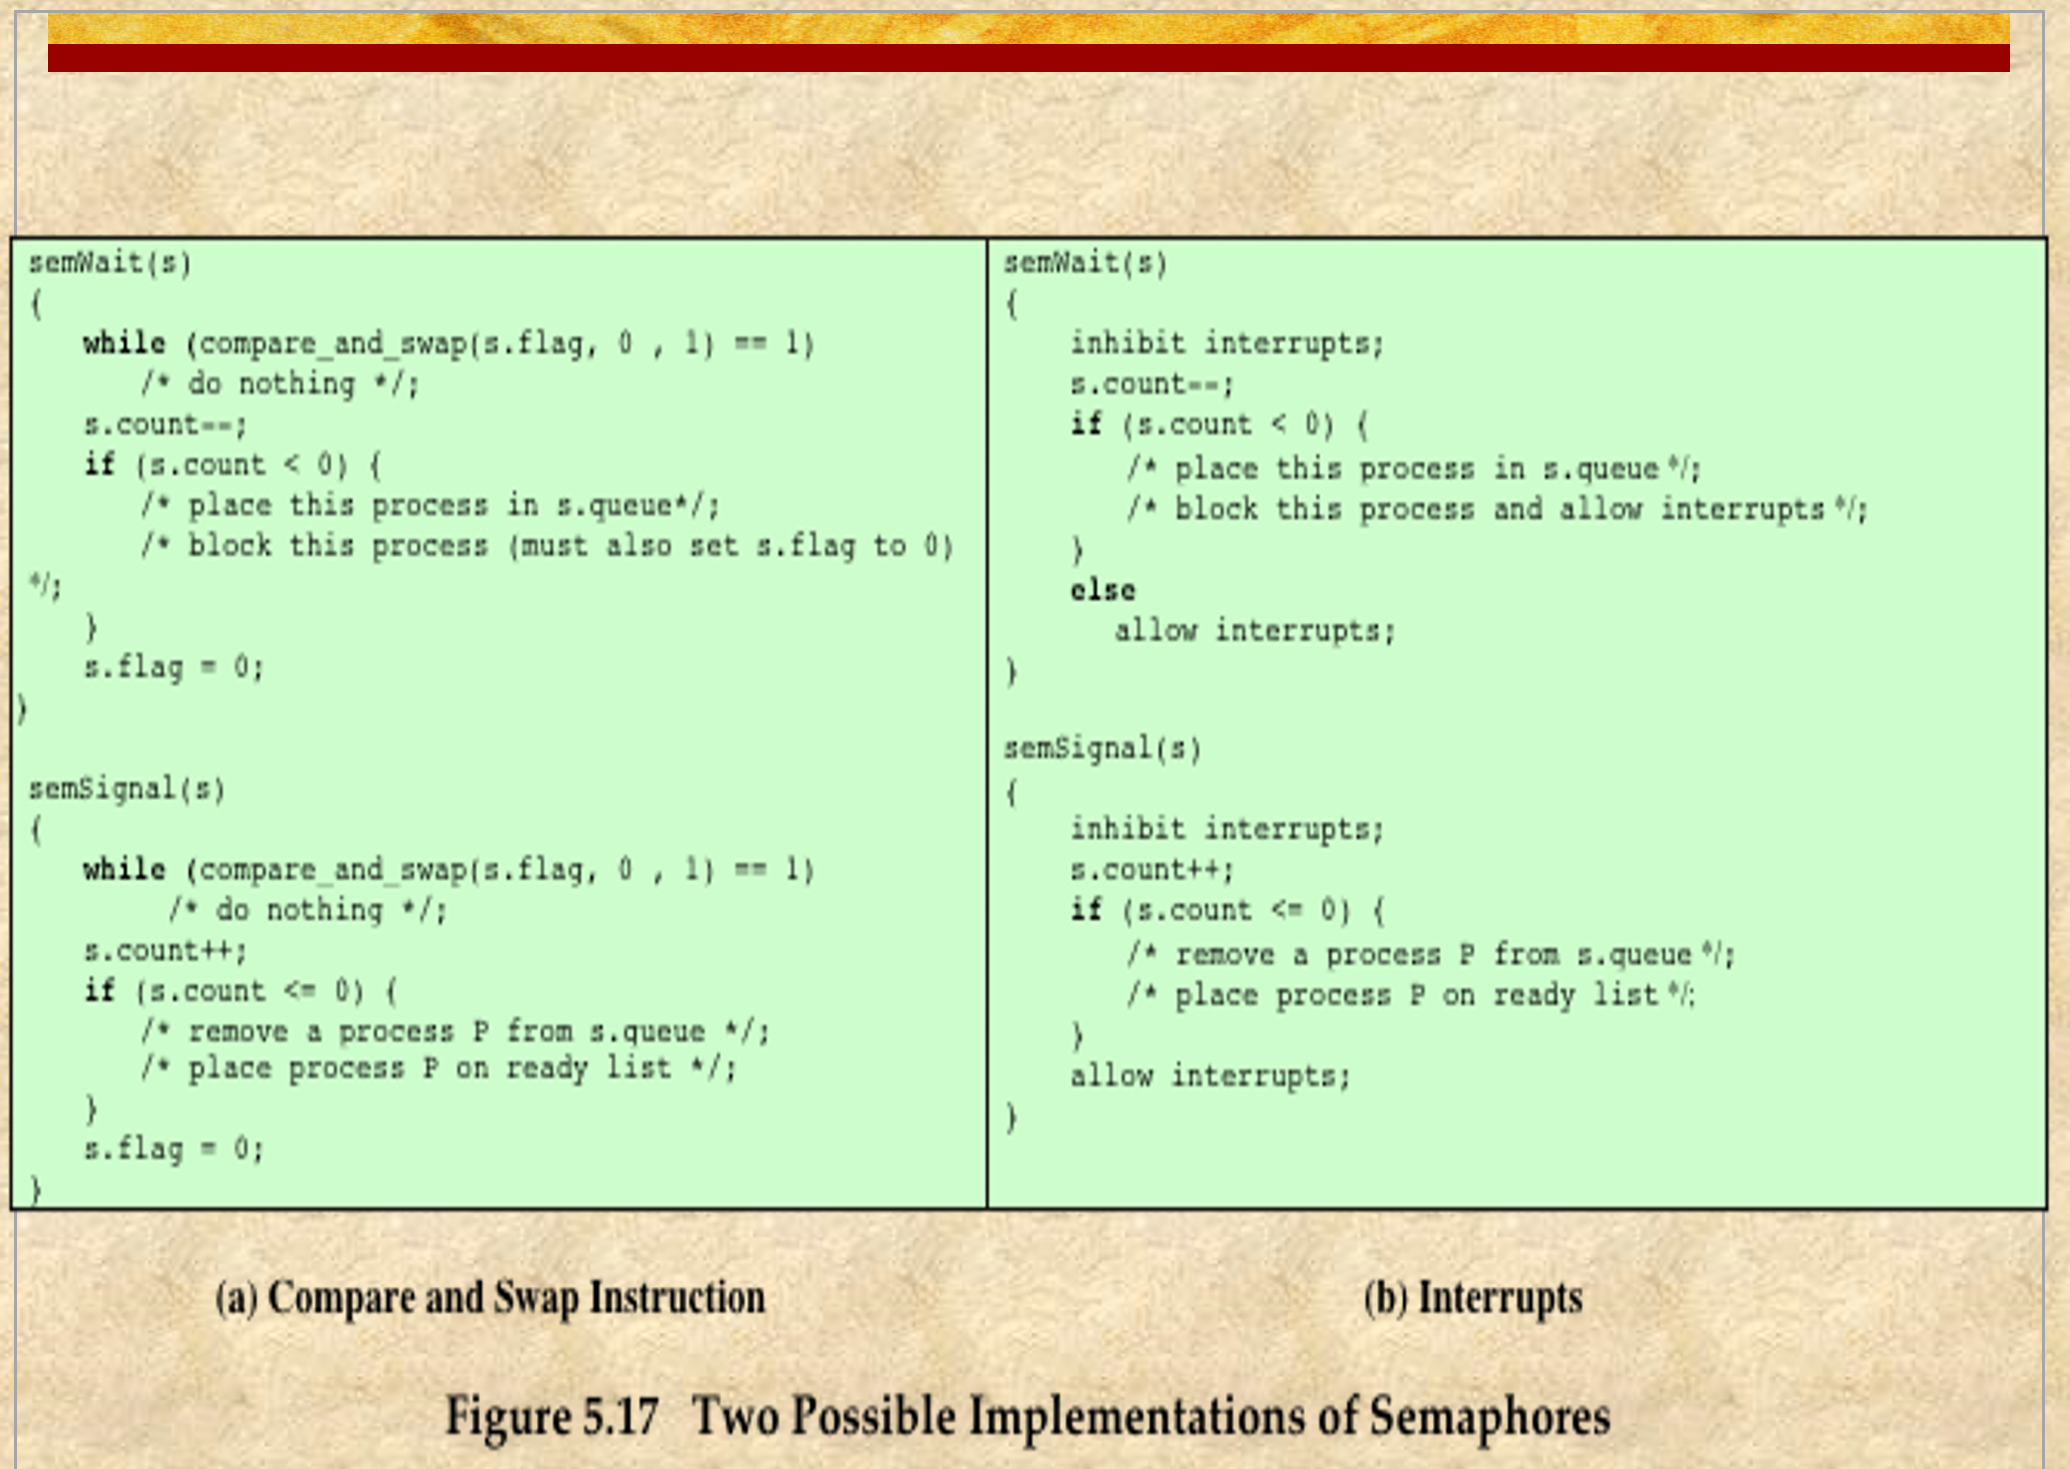 semWait(s)
{
while (compare_and_swap(s.flag, 0 , 1) == 1)
/* do nothing */;
s.count--;
if (s.count < 0) {
/* place this process in s.queue*/;
/* block this process (must also set s.flag to 0)
*/;
}
s.flag = 0;
}
semSignal(s)
{
while (compare_and_swap(s.flag, 0 , 1) == 1)
/* do nothing */;
s.count++;
if (s.count <= 0) {
/* remove a process P from s.queue */;
/* place process P on ready list */;
}
s.flag = 0;
}
semWait(s)
{
inhibit interrupts;
s.count--;
if (s.count < 0) {
/* place this process in s.queue */;
/* block this process and allow interrupts */;
}
else
allow interrupts;
}
semSignal(s)
{
inhibit interrupts;
s.count++;
if (s.count <= 0) {
/* remove a process P from s.queue */;
/* place process P on ready list */;
}
allow interrupts;
}
(a) Compare and Swap Instruction
(b) Interrupts
Figure 5.17 Two Possible Implementations of Semaphores